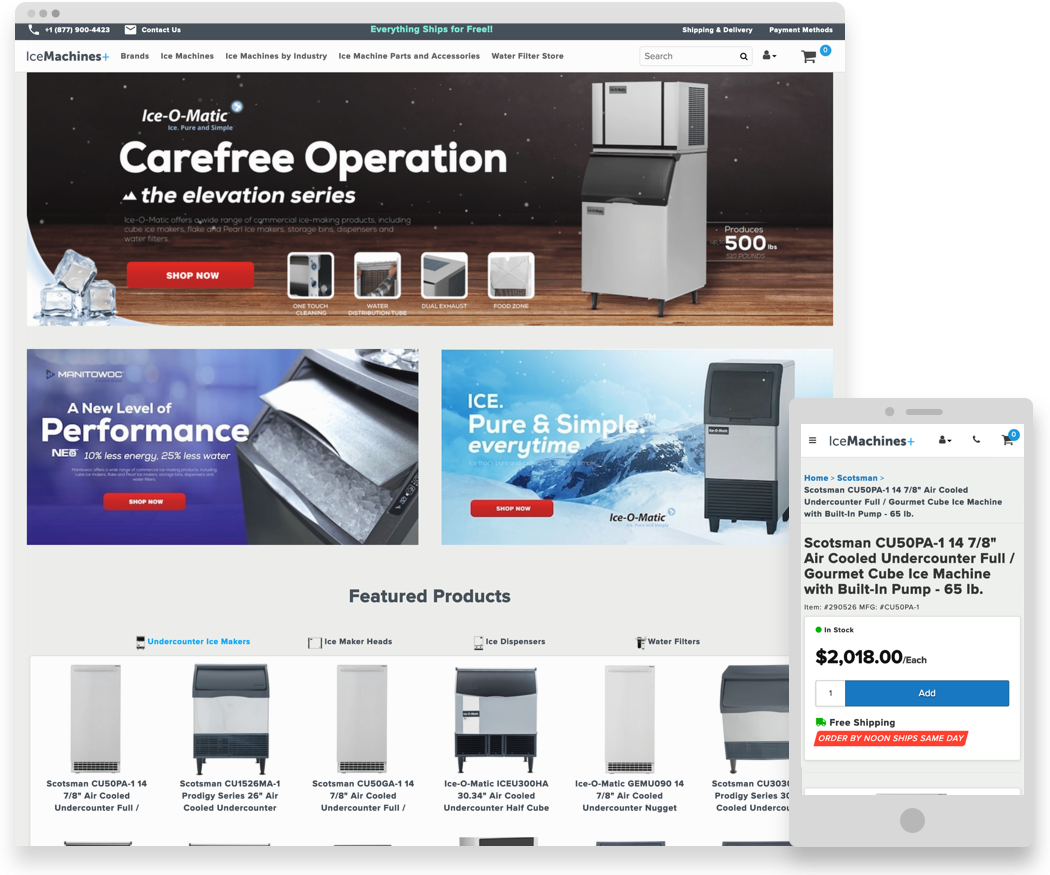 +1 (877) 900-4423 Contact Us Everything Ships for Free!! Shipping & Delivery Payment Methods
IceMachines+ Brands Ice Machines Ice Machines by Industry Ice Machine Parts and Accessories Water Filter Store Search 0
Ice-O-Matic
Ice. Pure and Simple
Carefree Operation
the elevation series
Ice-O-Matic offers a wide range of commercial ice-making products, including
cube ice makers, flake and Pearl Ice makers, storage bins, dispensers and
water filters.
Produces
500 lbs
SHOP NOW
ONE TOUCH
CLEANING
WATER
DISTRIBUTION TUBE
DUAL EXHAUST
FOOD ZONE
MANITOWOC
A New Level of
Performance
NEO 10% less energy, 25% less water
SHOP NOW
ICE.
Pure & Simple.™
everytime
SHOP NOW
Ice-O-Matic
Ice-O-Matic
Featured Products
Undercounter Ice Makers Ice Maker Heads Ice Dispensers Water Filters
Scotsman CU50PA-1 14
7/8" Air Cooled
Undercounter Full /
Scotsman CU1526MA-1
Prodigy Series 26" Air
Cooled Undercounter
Scotsman CU50GA-1 14
7/8" Air Cooled
Undercounter Full /
Ice-O-Matic ICEU300HA
30.34" Air Cooled
Undercounter Half Cube
Ice-O-Matic GEMU090 14
7/8" Air Cooled
Undercounter Nugget
Scotsman CU3030
Prodigy Series 30
Cooled Undercou
IceMachines+ 0
Home > Scotsman >
Scotsman CU50PA-1 14 7/8" Air Cooled
Undercounter Full / Gourmet Cube Ice Machine
with Built-In Pump - 65 lb.
Scotsman CU50PA-1 14 7/8"
Air Cooled Undercounter Full /
Gourmet Cube Ice Machine
with Built-In Pump - 65 lb.
Item: #290526 MFG: #CU50PA-1
In Stock
$2,018.00/Each
1 Add
Free Shipping
ORDER BY NOON SHIPS SAME DAY